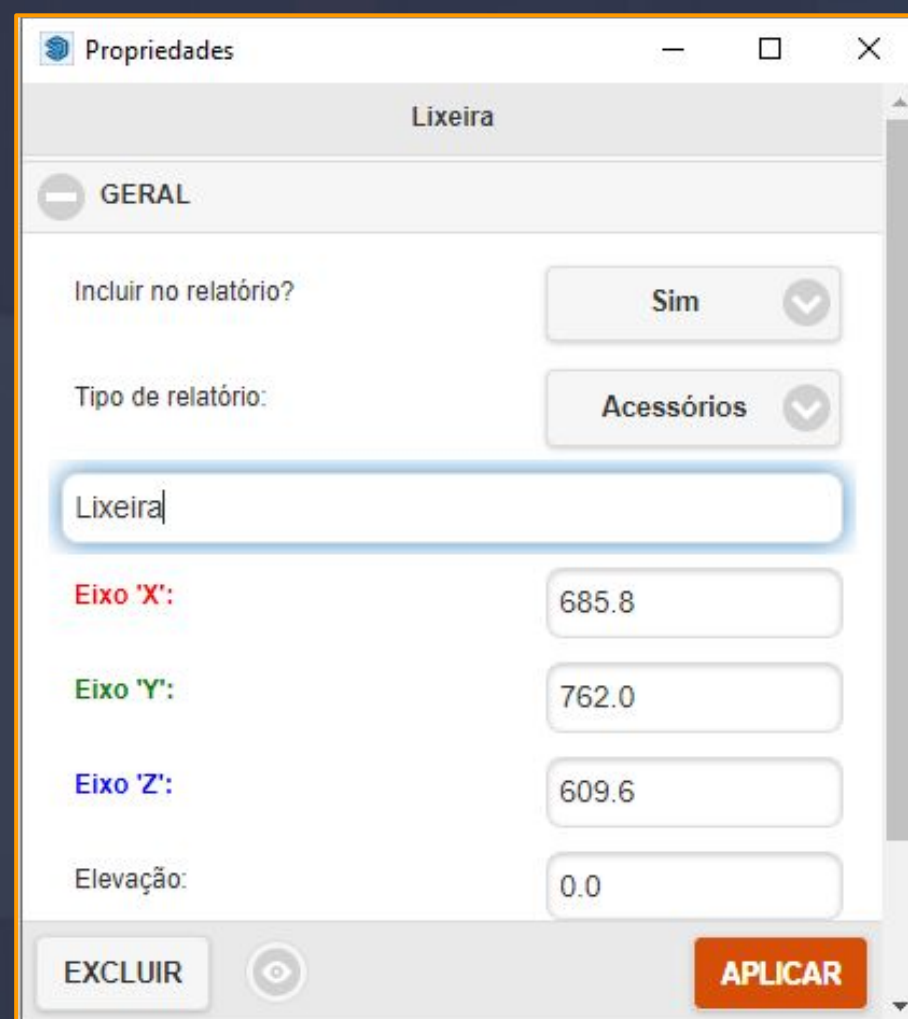 Propriedades
Lixeira
GERAL
Incluir no relatório? Sim
Tipo de relatório: Acessórios
Lixeira
Eixo 'X': 685.8
Eixo 'Y': 762.0
Eixo 'Z': 609.6
Elevação: 0.0
EXCLUIR APLICAR